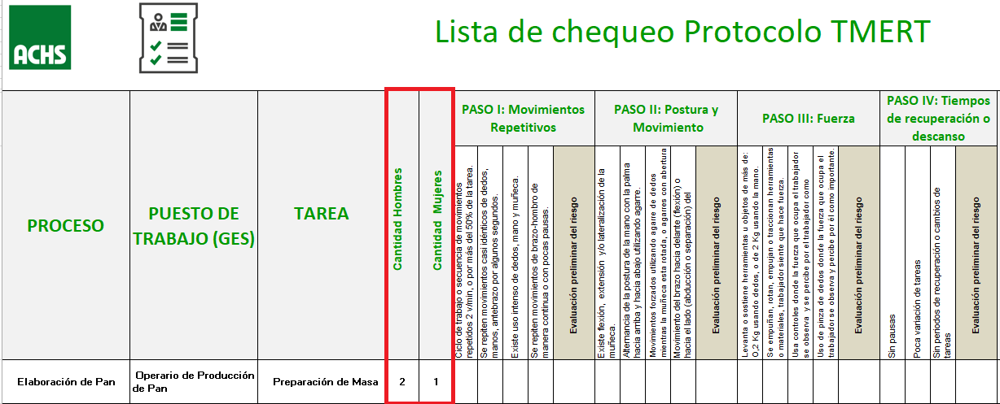 ACHS
Lista de chequeo Protocolo TMERT
PROCESO
PUESTO DE
TRABAJO (GES)
TAREA
Cantidad Hombres
Cantidad Mujeres
PASO I: Movimientos
Repetitivos
Ciclo de trabajo o secuencia de movimientos
repetidos 2 v/min, o por más del 50% de la tarea.
Se repiten movimientos casi idénticos de dedos,
manos, antebrazo por algunos segundos.
Existe uso intenso de dedos, mano y muñeca.
Se repiten movimientos de brazo-hombro de
manera continua o con pocas pausas.
Evaluación preliminar del riesgo
PASO II: Postura y
Movimiento
Existe flexión, extensión y/o lateralización de la
muñeca.
Alternancia de la postura de la mano con la palma
hacia arriba y hacia abajo utilizando agarre.
Movimientos forzados utilizando agarre de dedos
mientras la muñeca esta rotada, o agarres con abertura
Movimiento del brazo hacia delante (flexión) o
hacia el lado (abducción o separación) del
Evaluación preliminar del riesgo
PASO III: Fuerza
Levanta o sostiene herramientas u objetos de más de:
O,2 Kg usando dedos, o de 2 Kg usando la mano.
Se empuñan, rotan, empujan o traccionan herramientas
o materiales, trabajador siente que hace fuerza.
Usa controles donde la fuerza que ocupa el trabajador
se observa y se percibe por el trabajador como
Uso de pinza de dedos donde la fuerza que ocupa el
trabajador se observa y percibe por él como importante.
Evaluación preliminar del riesgo
PASO IV: Tiempos
de recuperación o
descanso
Sin pausas
Poca variación de tareas
Sin periodos de recuperación o cambios de
tareas
Evaluación preliminar del riesgo
Elaboración de Pan
Operario de Producción
de Pan
Preparación de Masa
2
1